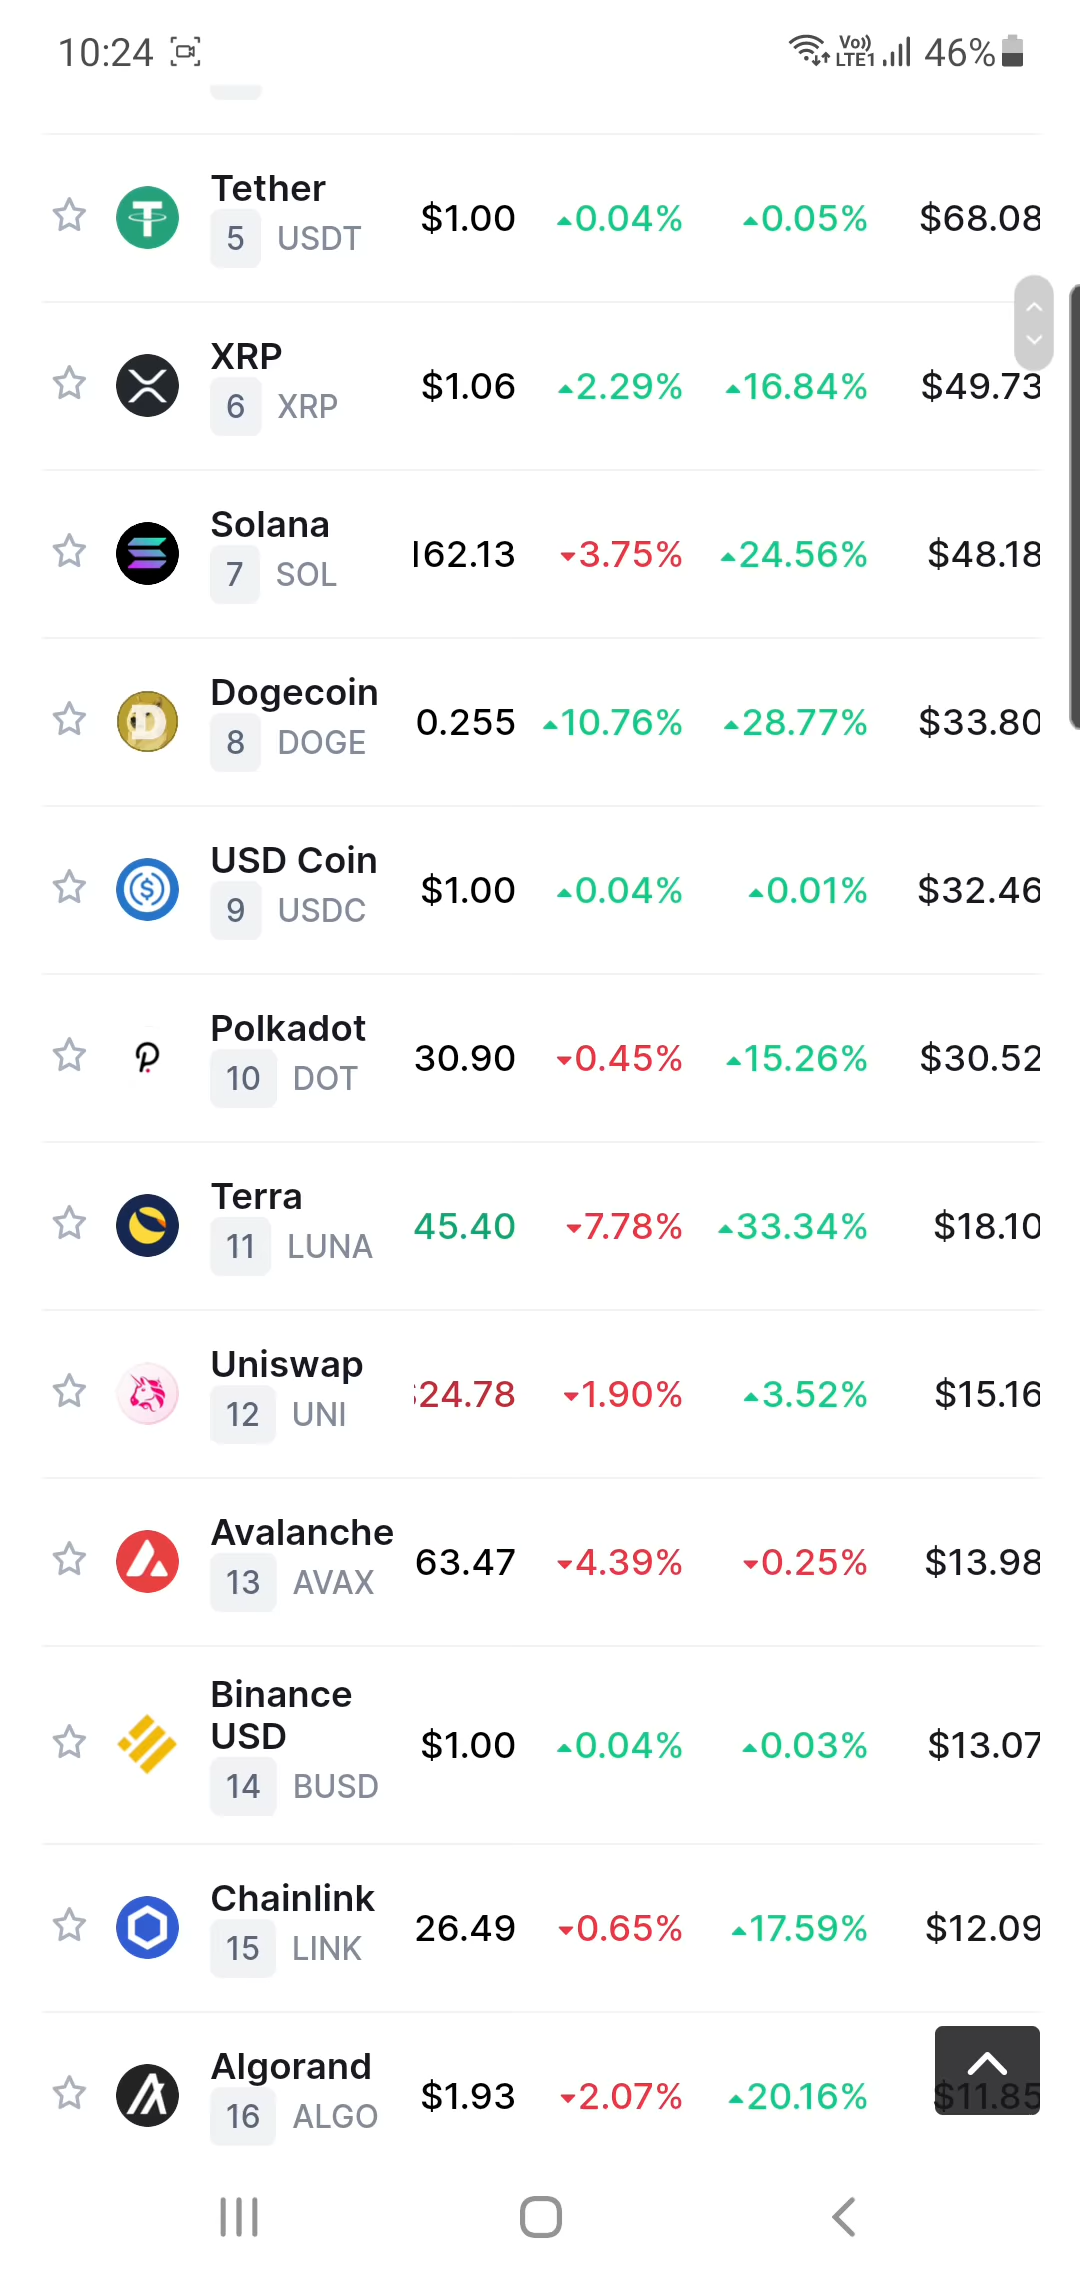 10:24 Vo)) LTE1 46%
Tether
5 USDT $1.00 0.04% 0.05% $68.08
XRP
6 XRP $1.06 2.29% 16.84% $49.73
Solana
7 SOL 162.13 3.75% 24.56% $48.18
Dogecoin
8 DOGE 0.255 10.76% 28.77% $33.80
USD Coin
9 USDC $1.00 0.04% 0.01% $32.46
Polkadot
10 DOT 30.90 0.45% 15.26% $30.52
Terra
11 LUNA 45.40 7.78% 33.34% $18.10
Uniswap
12 UNI $24.78 1.90% 3.52% $15.16
Avalanche
13 AVAX 63.47 4.39% 0.25% $13.98
Binance
USD
14 BUSD $1.00 0.04% 0.03% $13.07
Chainlink
15 LINK 26.49 0.65% 17.59% $12.09
Algorand
16 ALGO $1.93 2.07% 20.16% $11.85